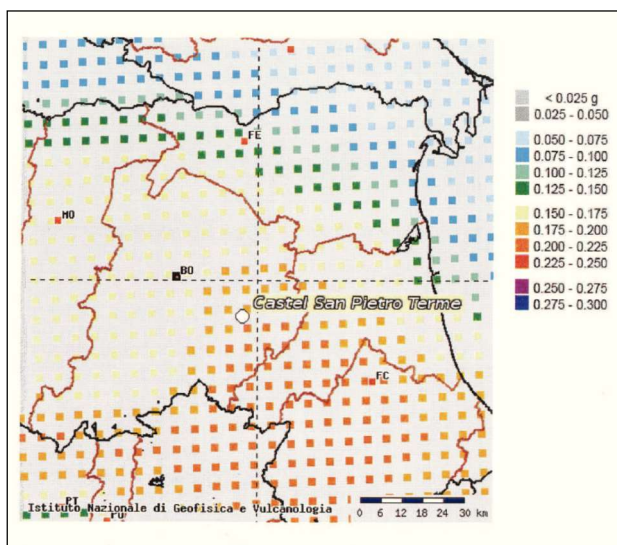 FE
MO
BO
Castel San Pietro Terme
FC
PT
Istituto Nazionale di Geofisica e Vulcanologia
0 6 12 18 24 30 km
< 0.025 g
0.025 - 0.050
0.050 - 0.075
0.075 - 0.100
0.100 - 0.125
0.125 - 0.150
0.150 - 0.175
0.175 - 0.200
0.200 - 0.225
0.225 - 0.250
0.250 - 0.275
0.275 - 0.300